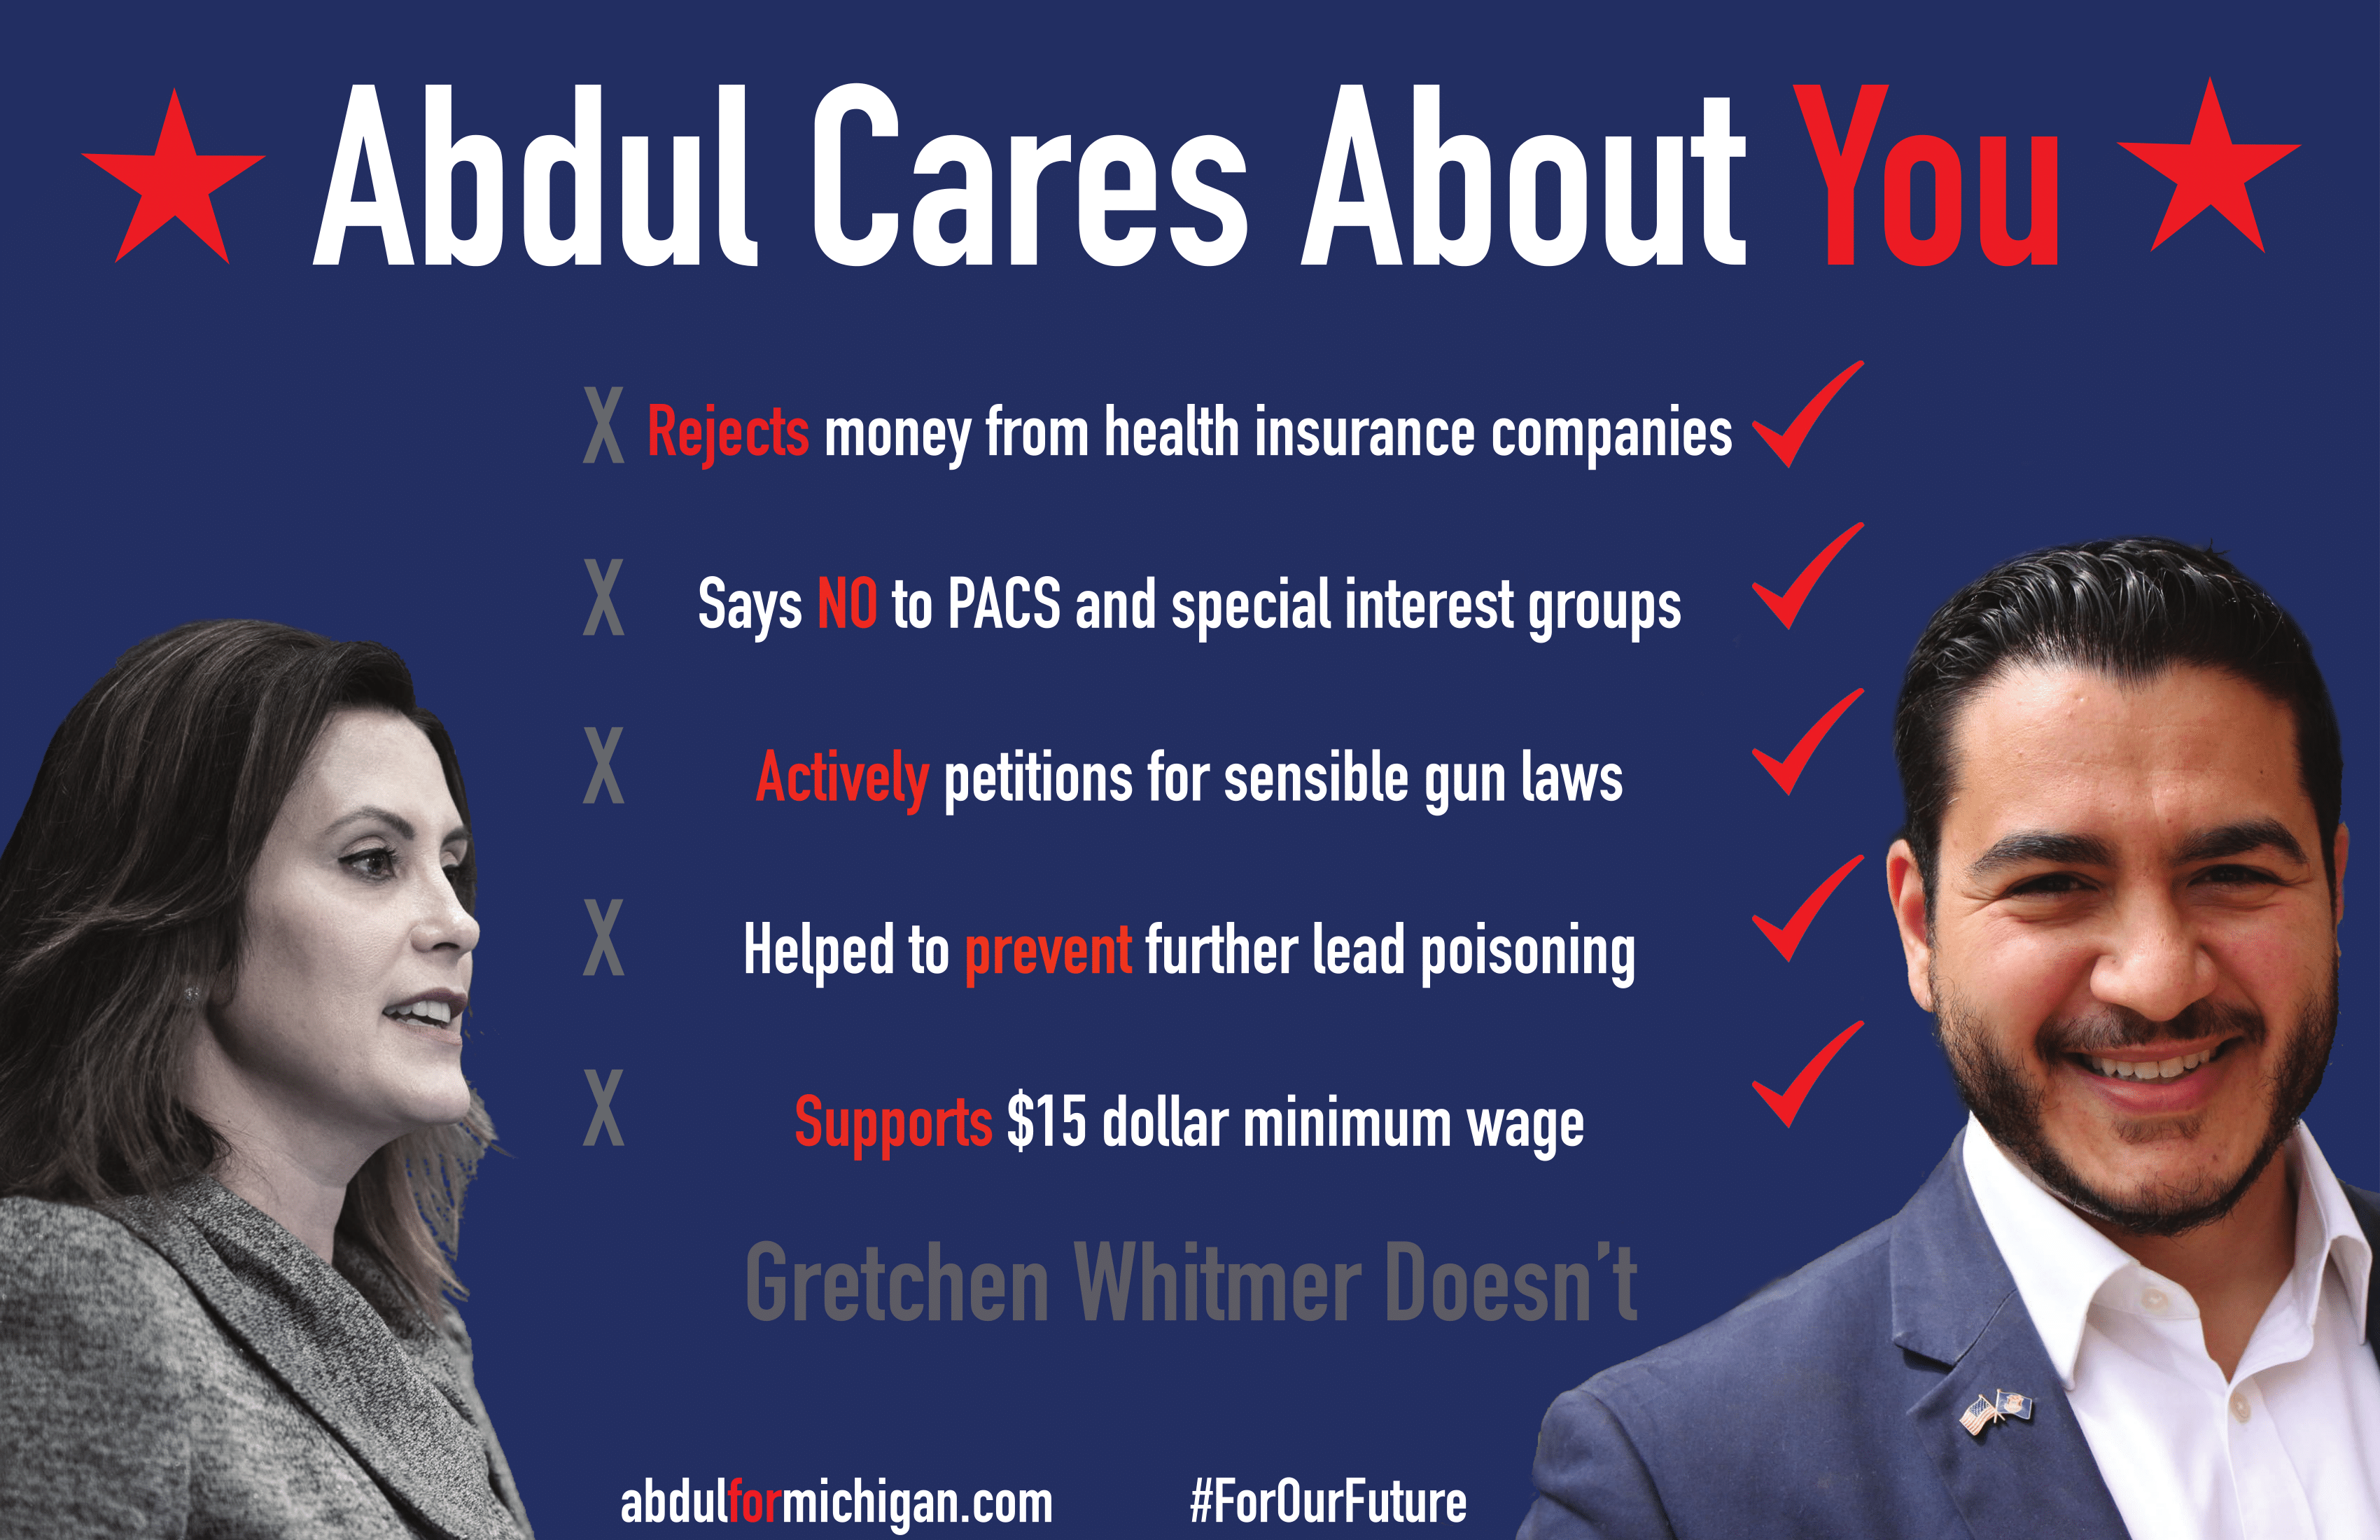 Abdul Cares About You
X Rejects money from health insurance companies
X Says NO to PACS and special interest groups
X Actively petitions for sensible gun laws
X Helped to prevent further lead poisoning
X Supports $15 dollar minimum wage
Gretchen Whitmer Doesn't
abdulformichigan.com #ForOurFuture